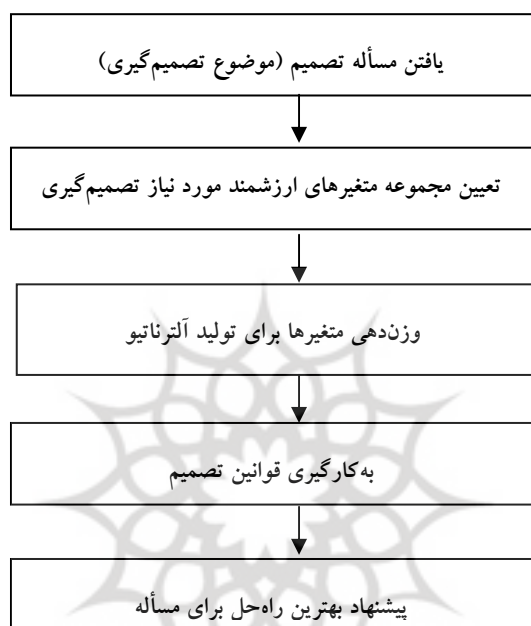 یافتن مسأله تصمیم (موضوع تصمیم‌گیری)
تعیین مجموعه متغیرهای ارزشمند مورد نیاز تصمیم‌گیری
وزن‌دهی متغیرها برای تولید آلترناتیو
به‌کارگیری قوانین تصمیم
پیشنهاد بهترین راه‌حل برای مسأله